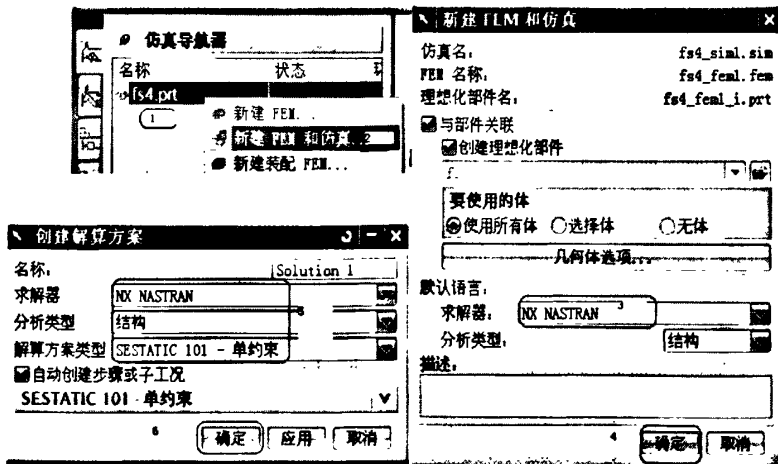 仿真导航器
名称 状态
fs4.prt
1
新建 FEM...
新建 FEM 和仿真...2
新建装配 FEM...
新建 FEM 和仿真
仿真名: fs4_sim1.sim
FEM 名称: fs4_fem1.fem
理想化部件名: fs4_fem1_i.prt
与部件关联
创建理想化部件
要使用的体
使用所有体 选择体 无体
几何体选项...
默认语言:
求解器: NX NASTRAN 3
分析类型: 结构
描述:
4
确定 取消
创建解算方案
名称: Solution 1
求解器 NX NASTRAN
分析类型 结构
解算方案类型 SESTATIC 101 - 单约束
自动创建步骤或子工况
SESTATIC 101 - 单约束
6
确定 应用 取消